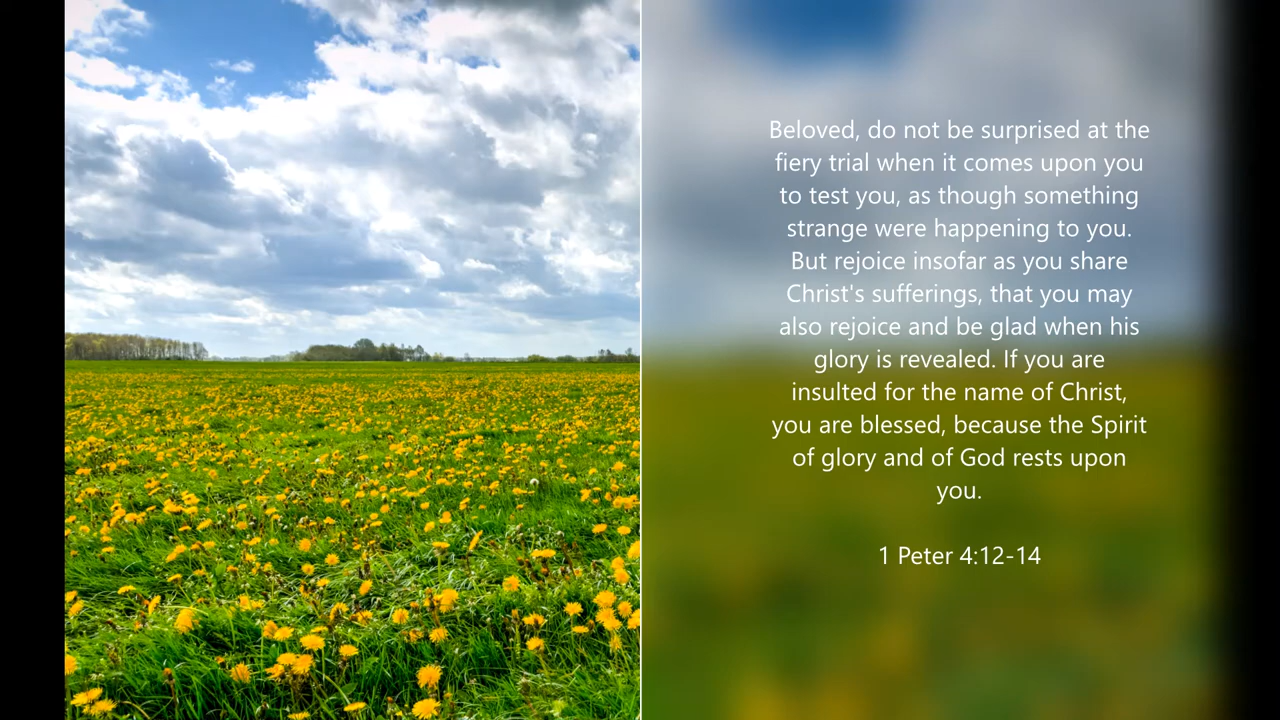 Beloved, do not be surprised at the
fiery trial when it comes upon you
to test you, as though something
strange were happening to you.
But rejoice insofar as you share
Christ's sufferings, that you may
also rejoice and be glad when his
glory is revealed. If you are
insulted for the name of Christ,
you are blessed, because the Spirit
of glory and of God rests upon
you.
1 Peter 4:12-14